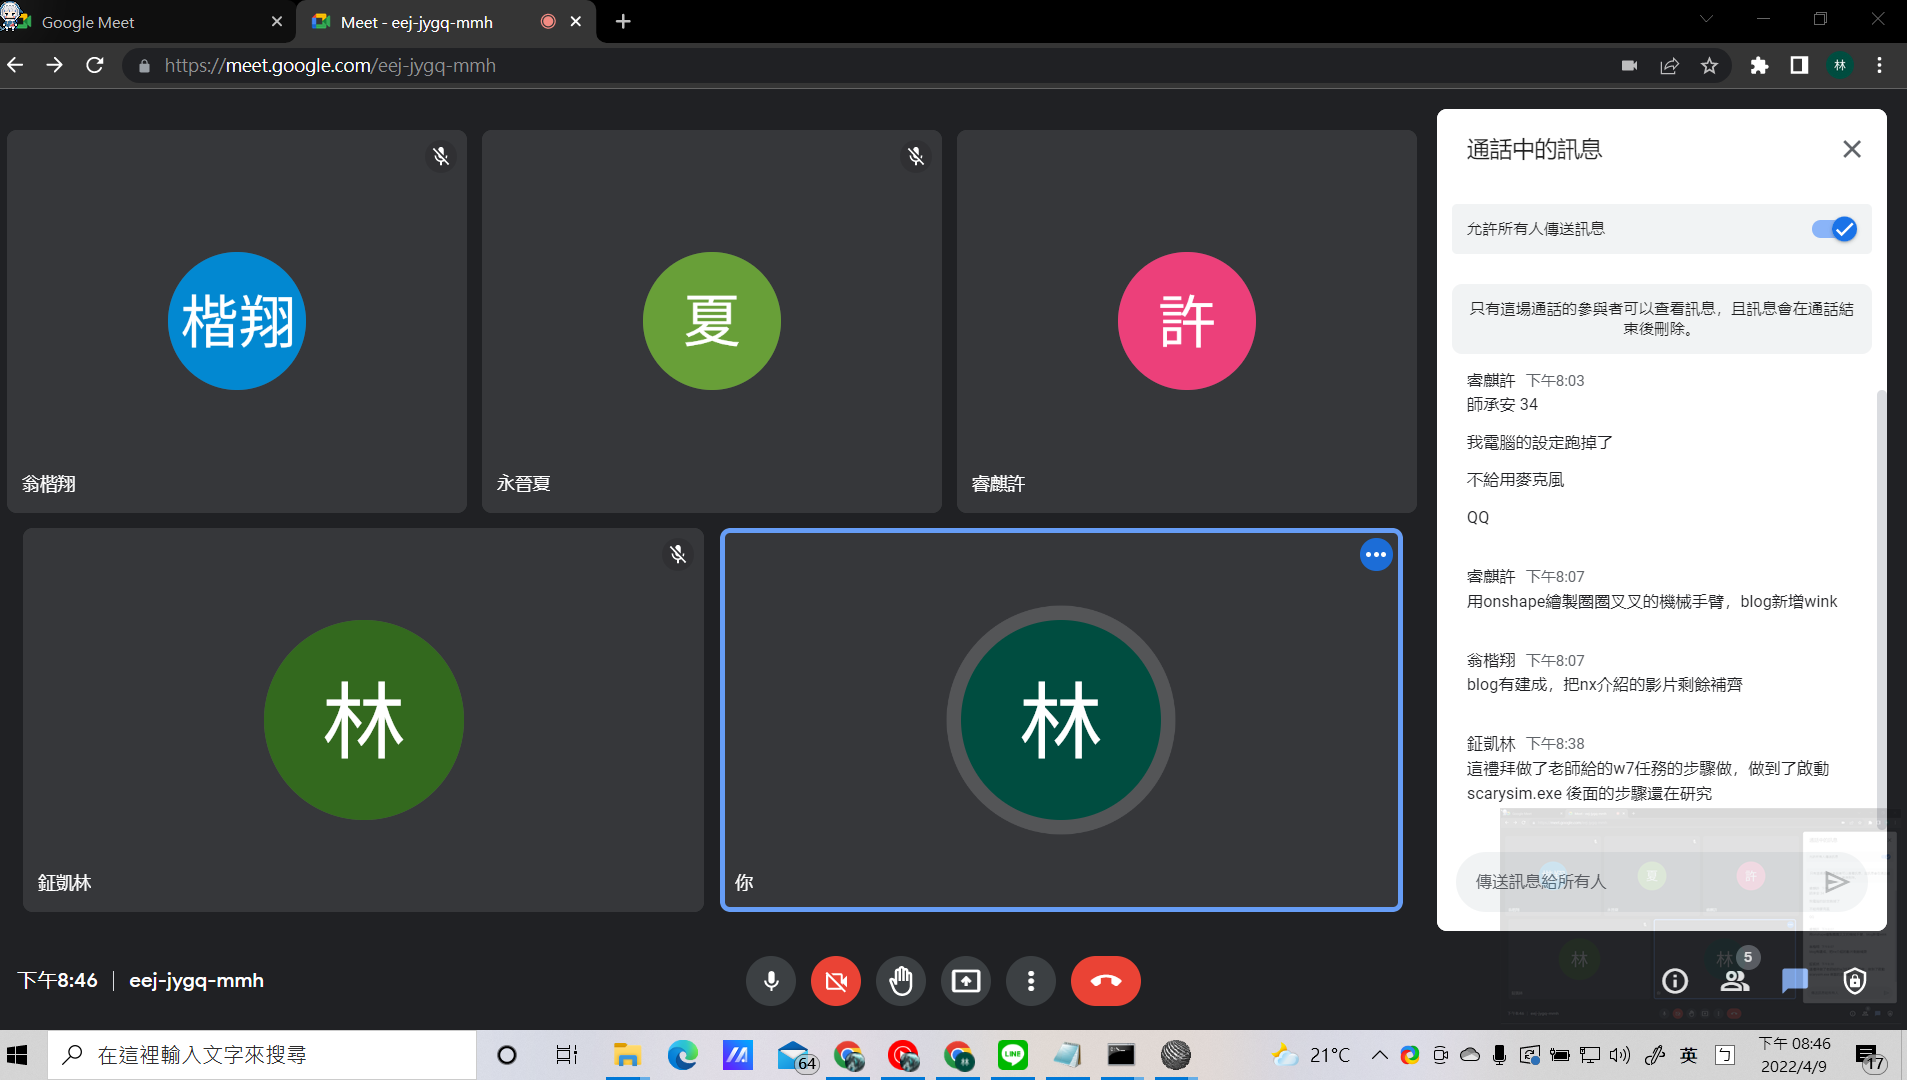 Google Meet
Meet - eej-jygq-mmh
https://meet.google.com/eej-jygq-mmh
林
楷翔
翁楷翔
夏
永晉夏
許
睿麒許
林
鉦凱林
林
你
通話中的訊息
允許所有人傳送訊息
只有這場通話的參與者可以查看訊息，且訊息會在通話結
束後刪除。
睿麒許 下午8:03
師承安 34
我電腦的設定跑掉了
不給用麥克風
QQ
睿麒許 下午8:07
用onshape繪製圈圈叉叉的機械手臂，blog新增wink
翁楷翔 下午8:07
blog有建成，把nx介紹的影片剩餘補齊
鉦凱林 下午8:38
這禮拜做了老師給的w7任務的步驟做，做到了啟動
scarysim.exe 後面的步驟還在研究
傳送訊息給所有人
下午8:46 | eej-jygq-mmh
5
在這裡輸入文字來搜尋
64
LINE
21°C
英
ㄅ
下午 08:46
2022/4/9
17